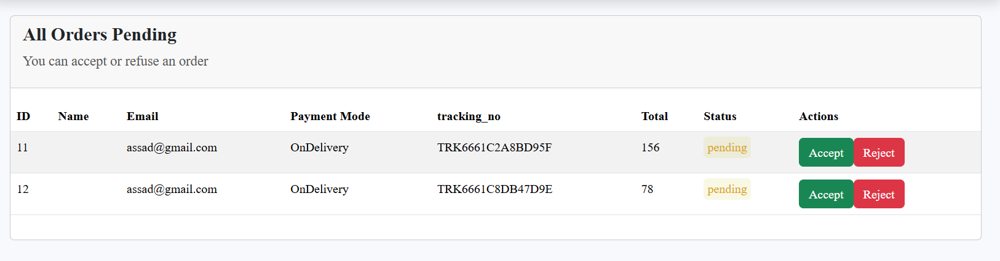 All Orders Pending
You can accept or refuse an order
ID Name Email Payment Mode tracking_no Total Status Actions
11 assad@gmail.com OnDelivery TRK6661C2A8BD95F 156 pending Accept Reject
12 assad@gmail.com OnDelivery TRK6661C8DB47D9E 78 pending Accept Reject